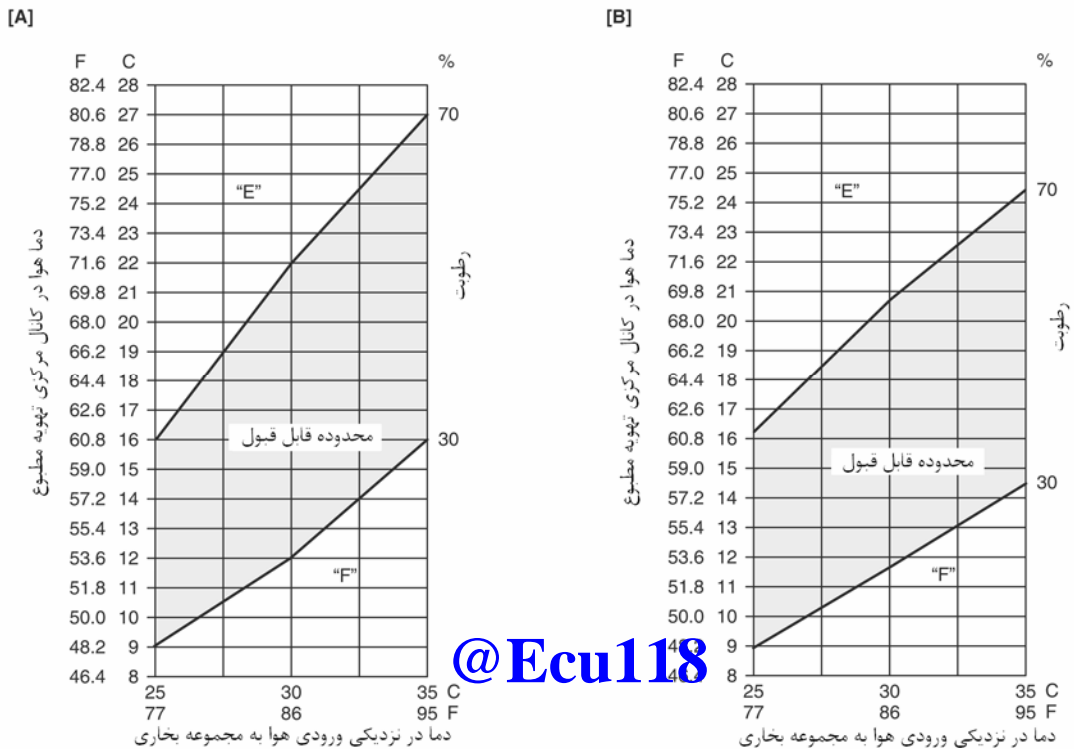 [A]
F C %
82.4 28
80.6 27
78.8 26
77.0 25
75.2 24
73.4 23
71.6 22
69.8 21
68.0 20
66.2 19
64.4 18
62.6 17
60.8 16
59.0 15
57.2 14
55.4 13
53.6 12
51.8 11
50.0 10
48.2 9
46.4 8
70
30
“E”
“F”
محدوده قابل قبول
رطوبت
دما هوا در کانال مرکزی تهویه مطبوع
25 30 35 C
77 86 95 F
دما در نزدیکی ورودی هوا به مجموعه بخاری
[B]
F C %
82.4 28
80.6 27
78.8 26
77.0 25
75.2 24
73.4 23
71.6 22
69.8 21
68.0 20
66.2 19
64.4 18
62.6 17
60.8 16
59.0 15
57.2 14
55.4 13
53.6 12
51.8 11
50.0 10
48.2 9
46.4 8
70
30
“E”
“F”
محدوده قابل قبول
رطوبت
دما هوا در کانال مرکزی تهویه مطبوع
25 30 35 C
77 86 95 F
دما در نزدیکی ورودی هوا به مجموعه بخاری
@Ecu118